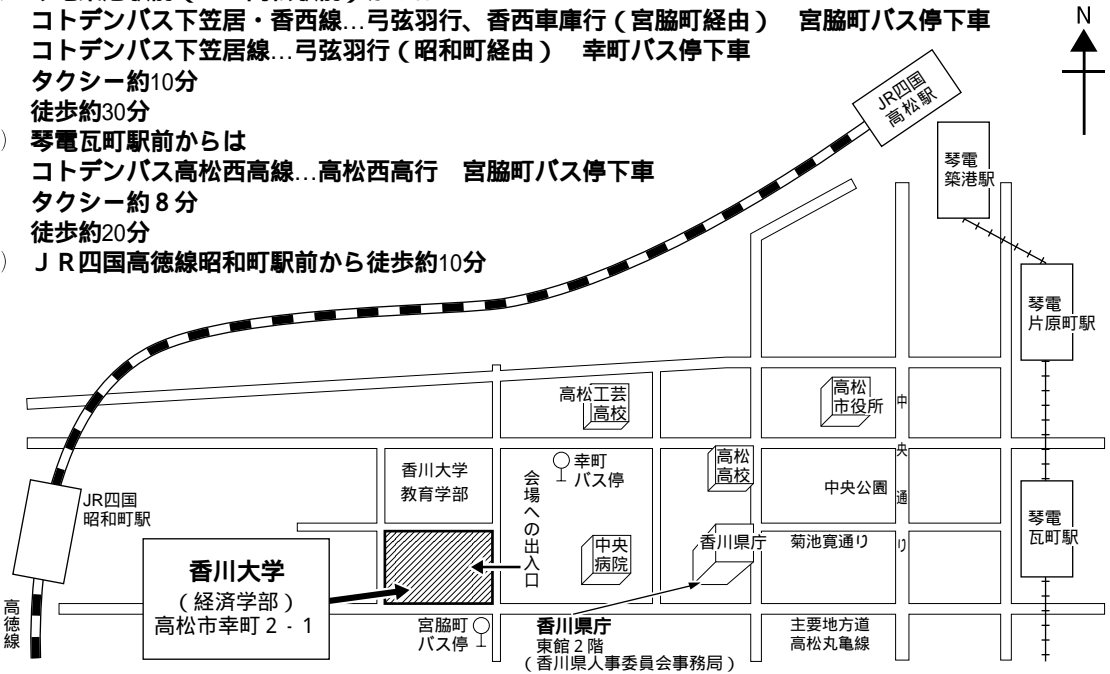 コトデンバス下笠居・香西線…弓弦羽行、香西車庫行（宮脇町経由）　宮脇町バス停下車
コトデンバス下笠居線…弓弦羽行（昭和町経由）　幸町バス停下車
タクシー約10分
徒歩約30分
）　琴電瓦町駅前からは
コトデンバス高松西高線…高松西高行　宮脇町バス停下車
タクシー約８分
徒歩約20分
）　ＪＲ四国高徳線昭和町駅前から徒歩約10分
N
JR四国
高松駅
琴電
築港駅
琴電
片原町駅
高松工芸
高校
高松
市役所
中央通り
香川大学
教育学部
幸町
バス停
会場への出入口
高松
高校
中央公園
JR四国
昭和町駅
琴電
瓦町駅
中央
病院
香川県庁
菊池寛通り
香川大学
（経済学部）
高松市幸町２‐１
高徳線
宮脇町
バス停
香川県庁
東館２階
（香川県人事委員会事務局）
主要地方道
高松丸亀線